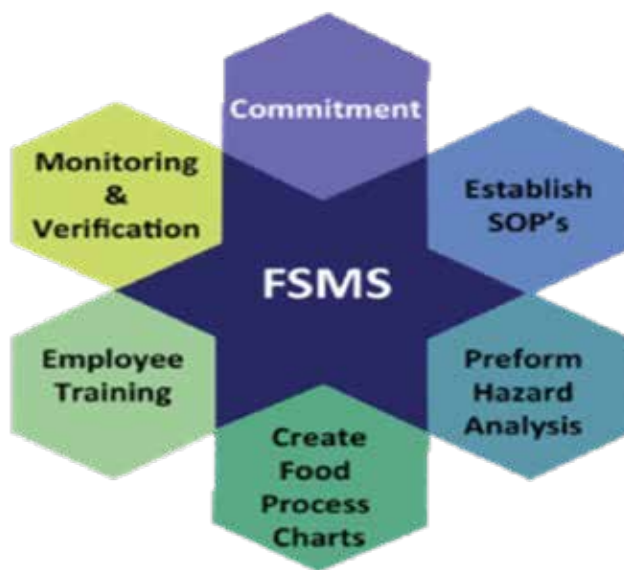 Commitment
Establish
SOP's
Preform
Hazard
Analysis
Create
Food
Process
Charts
Employee
Training
Monitoring
&
Verification
FSMS